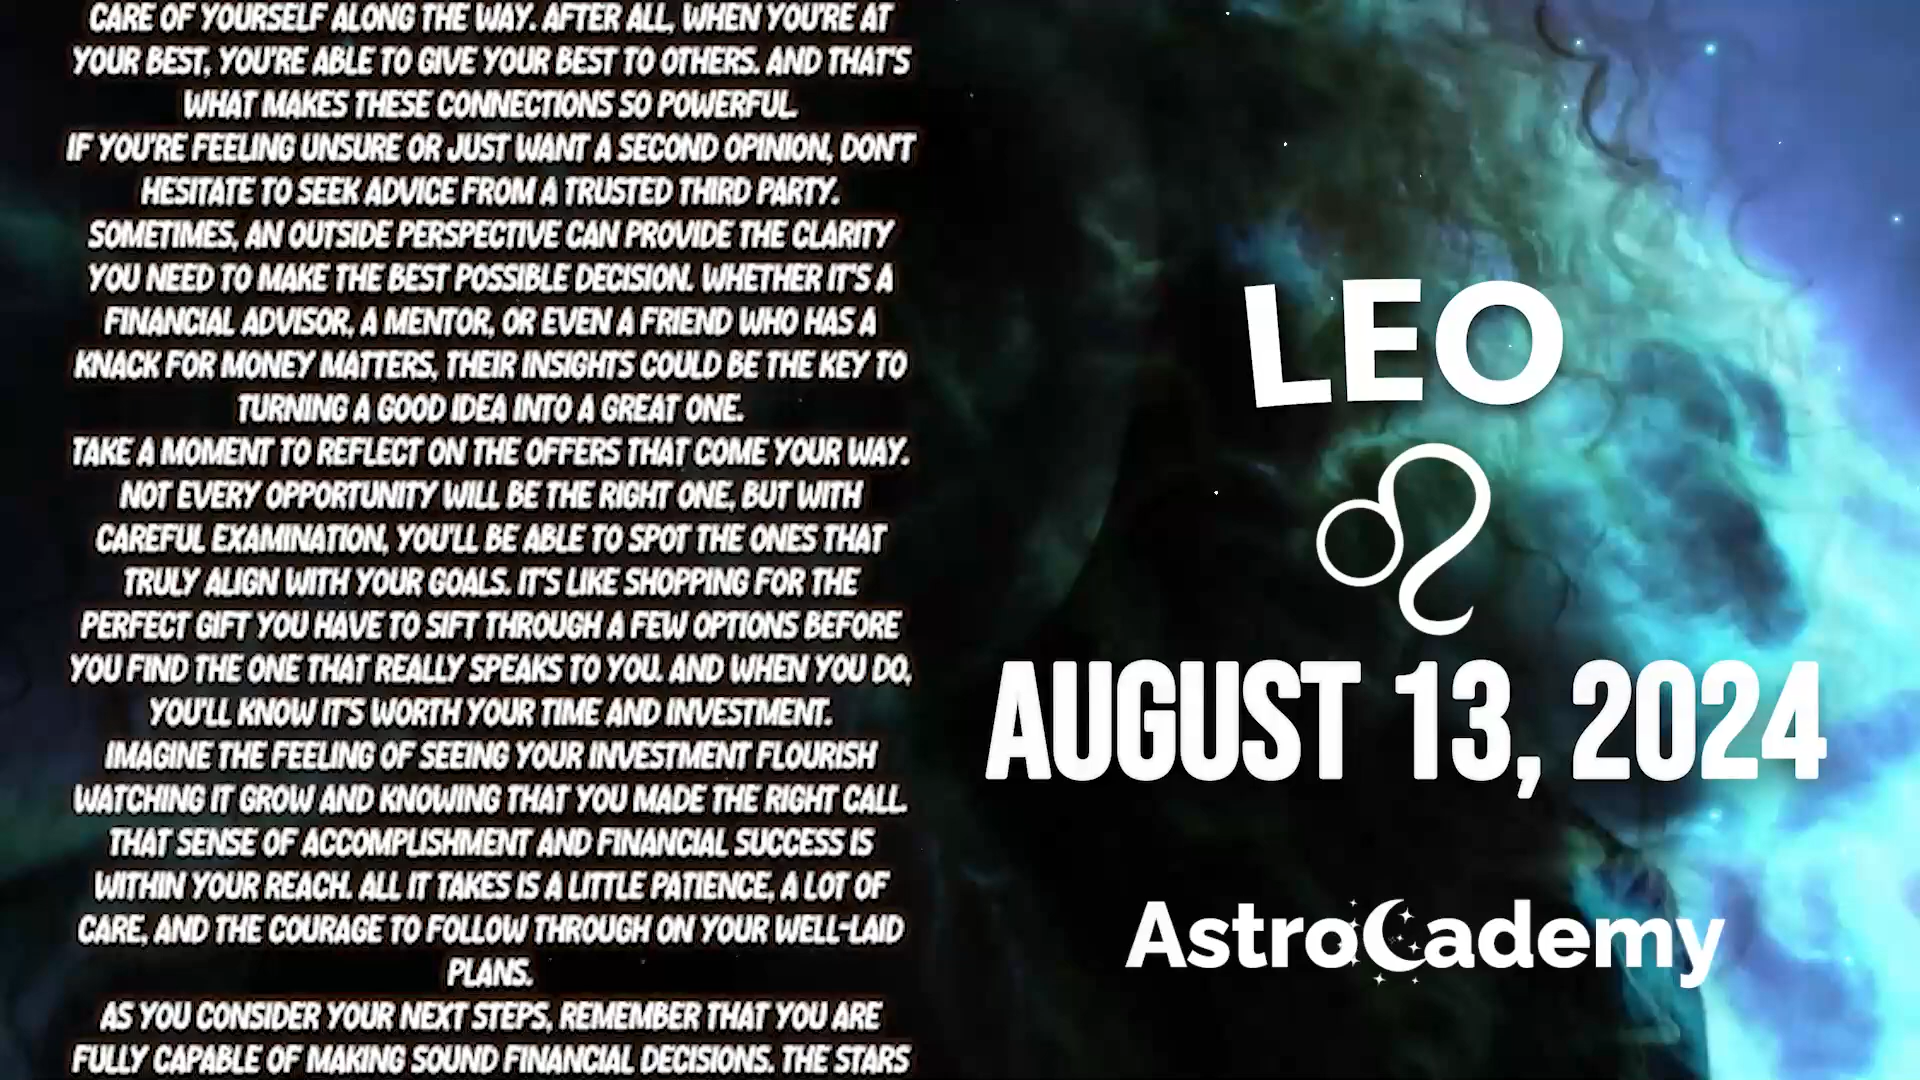 CARE OF YOURSELF ALONG THE WAY. AFTER ALL, WHEN YOU'RE AT
YOUR BEST, YOU'RE ABLE TO GIVE YOUR BEST TO OTHERS. AND THAT'S
WHAT MAKES THESE CONNECTIONS SO POWERFUL.
IF YOU'RE FEELING UNSURE OR JUST WANT A SECOND OPINION, DON'T
HESITATE TO SEEK ADVICE FROM A TRUSTED THIRD PARTY.
SOMETIMES, AN OUTSIDE PERSPECTIVE CAN PROVIDE THE CLARITY
YOU NEED TO MAKE THE BEST POSSIBLE DECISION. WHETHER IT'S A
FINANCIAL ADVISOR, A MENTOR, OR EVEN A FRIEND WHO HAS A
KNACK FOR MONEY MATTERS, THEIR INSIGHTS COULD BE THE KEY TO
TURNING A GOOD IDEA INTO A GREAT ONE.
TAKE A MOMENT TO REFLECT ON THE OFFERS THAT COME YOUR WAY.
NOT EVERY OPPORTUNITY WILL BE THE RIGHT ONE, BUT WITH
CAREFUL EXAMINATION, YOU'LL BE ABLE TO SPOT THE ONES THAT
TRULY ALIGN WITH YOUR GOALS. IT'S LIKE SHOPPING FOR THE
PERFECT GIFT YOU HAVE TO SIFT THROUGH A FEW OPTIONS BEFORE
YOU FIND THE ONE THAT REALLY SPEAKS TO YOU. AND WHEN YOU DO,
YOU'LL KNOW IT'S WORTH YOUR TIME AND INVESTMENT.
IMAGINE THE FEELING OF SEEING YOUR INVESTMENT FLOURISH
WATCHING IT GROW AND KNOWING THAT YOU MADE THE RIGHT CALL.
THAT SENSE OF ACCOMPLISHMENT AND FINANCIAL SUCCESS IS
WITHIN YOUR REACH. ALL IT TAKES IS A LITTLE PATIENCE, A LOT OF
CARE, AND THE COURAGE TO FOLLOW THROUGH ON YOUR WELL-LAID
PLANS.
AS YOU CONSIDER YOUR NEXT STEPS, REMEMBER THAT YOU ARE
FULLY CAPABLE OF MAKING SOUND FINANCIAL DECISIONS. THE STARS
LEO
♌
AUGUST 13, 2024
AstroCademy